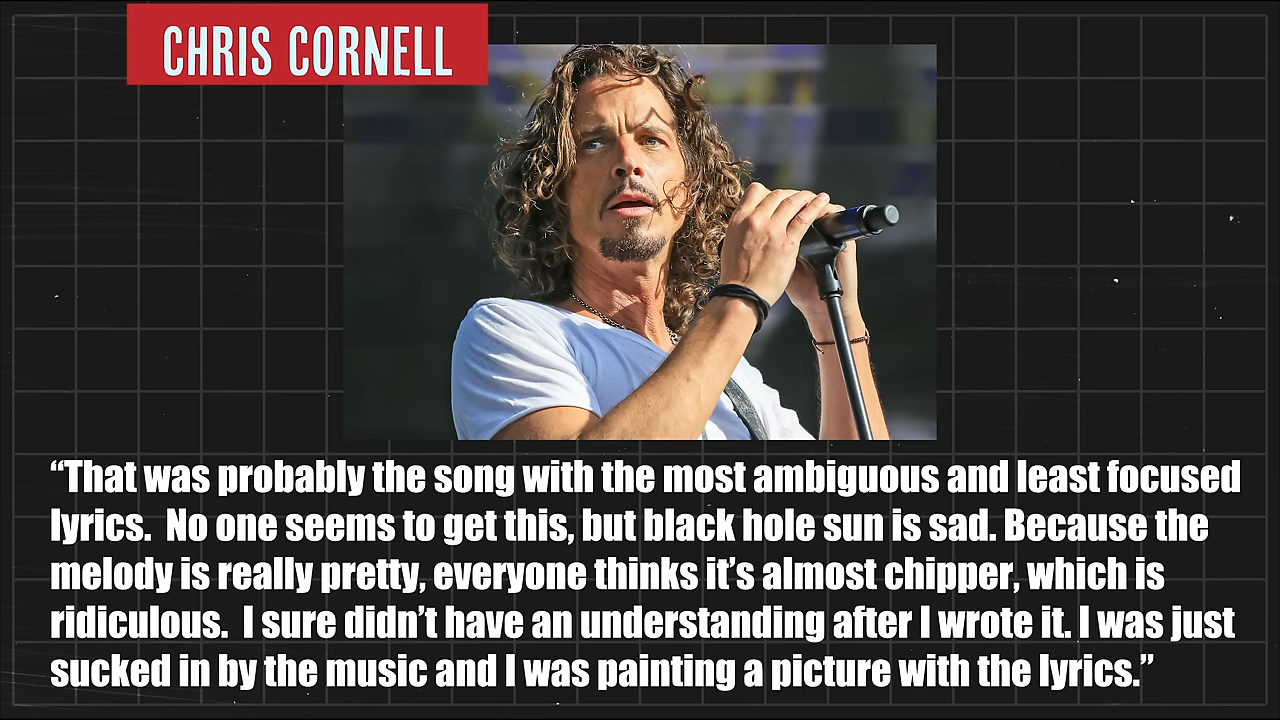 CHRIS CORNELL
“That was probably the song with the most ambiguous and least focused
lyrics.  No one seems to get this, but black hole sun is sad. Because the
melody is really pretty, everyone thinks it’s almost chipper, which is
ridiculous.  I sure didn’t have an understanding after I wrote it. I was just
sucked in by the music and I was painting a picture with the lyrics.”